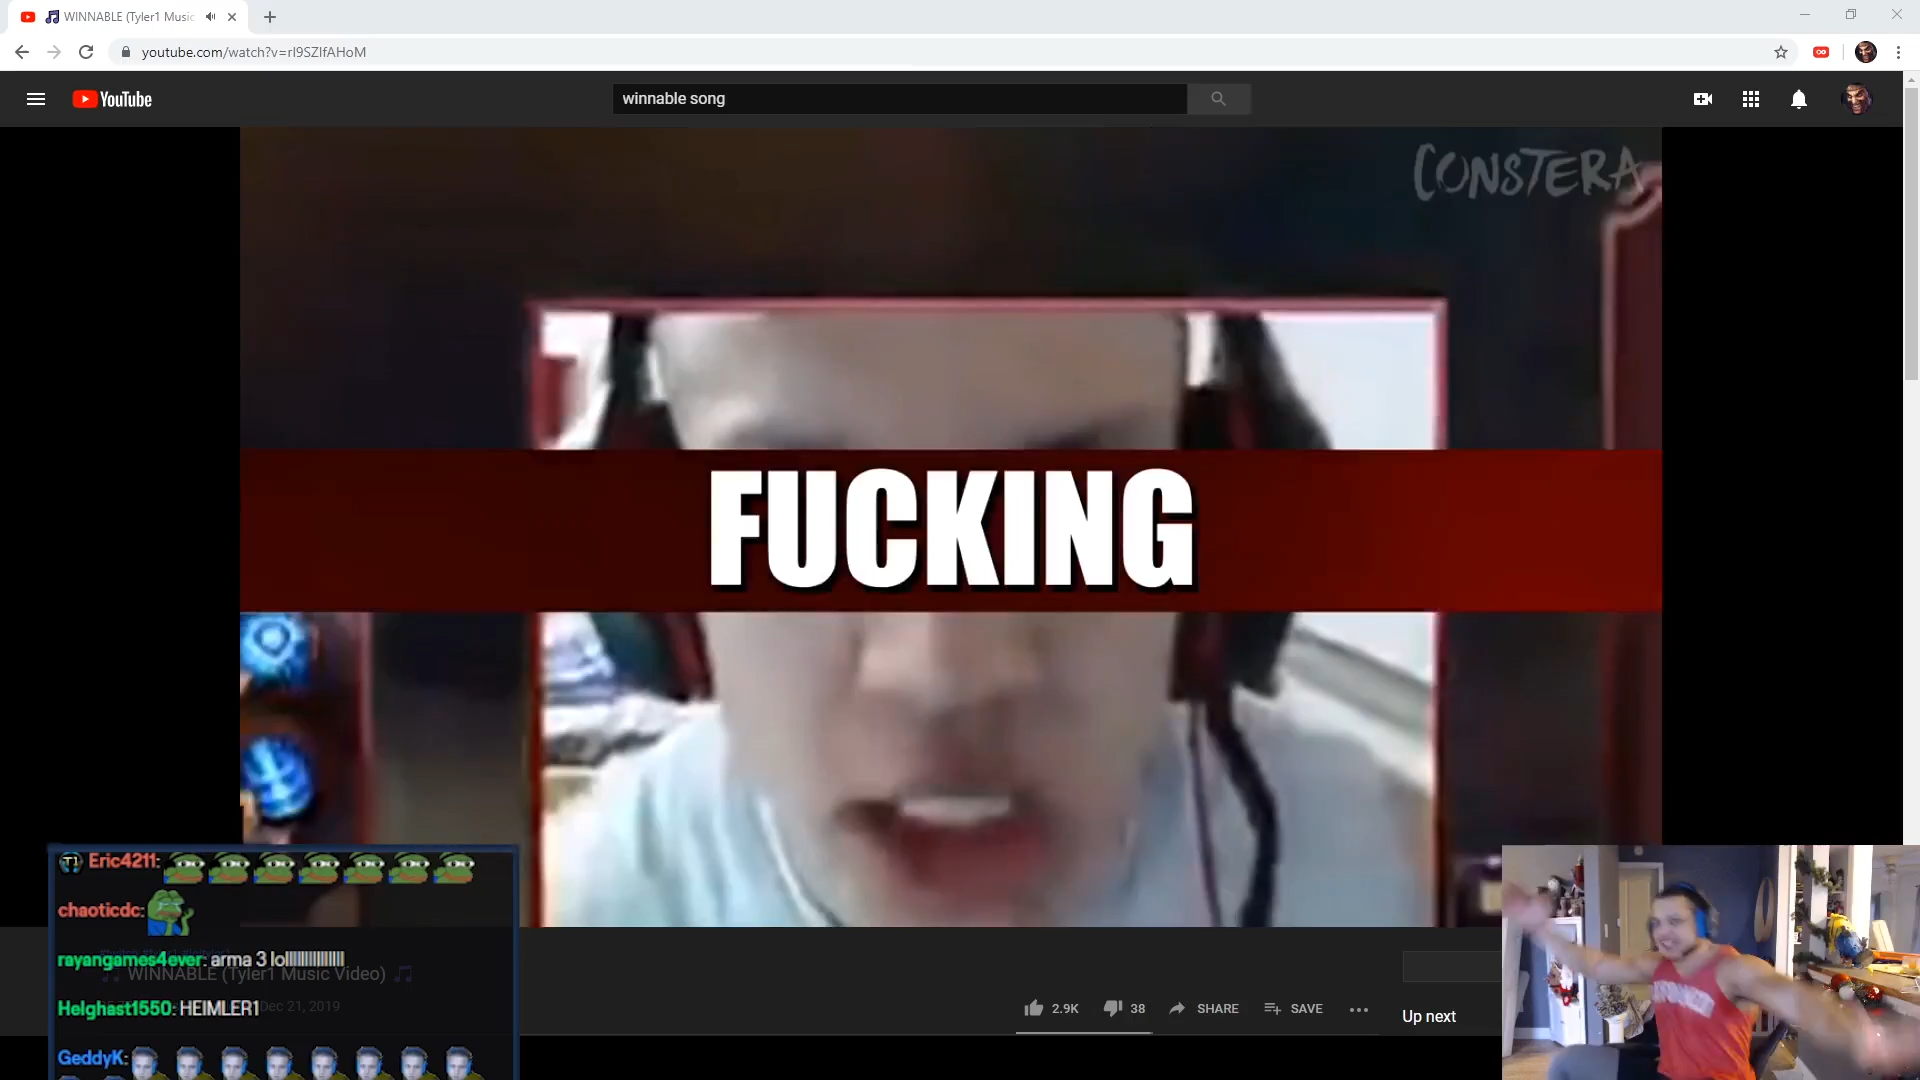 WINNABLE (Tyler1 Music
youtube.com/watch?v=rI9SZIfAHoM
YouTube
winnable song
CONSTERA
FUCKING
Eric4211:
chaoticdc:
rayangames4ever: arma 3 lollllllllllllllll
WINNABLE (Tyler1 Music Video)
Helghast1550: HEIMLER1
Dec 21, 2019
2.9K
38
SHARE
SAVE
Up next
GeddyK: